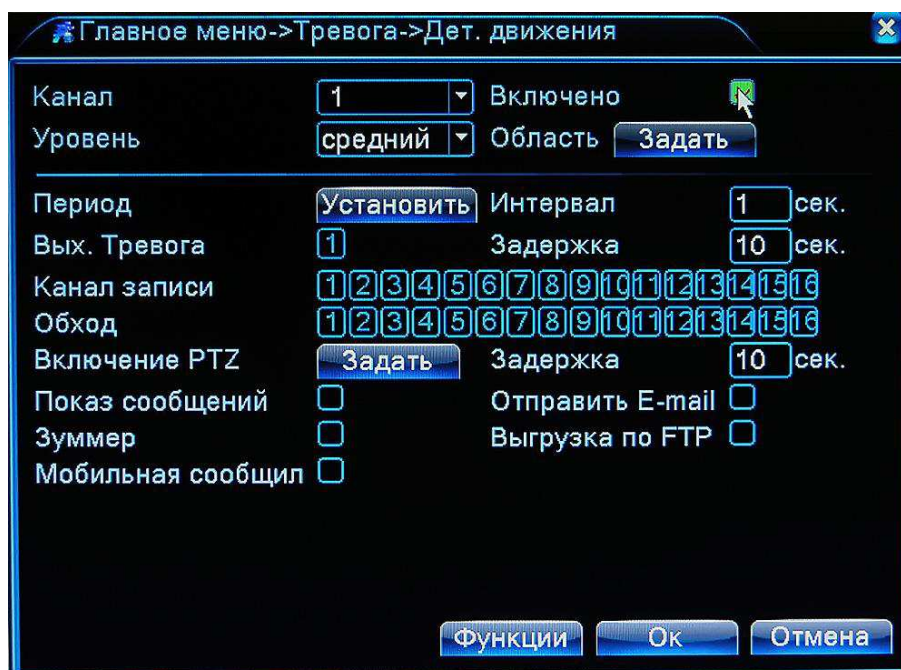 Главное меню->Тревога->Дет. движения
Канал 1 Включено
Уровень средний Область Задать
Период Установить Интервал 1 сек.
Вых. Тревога 1 Задержка 10 сек.
Канал записи 1 2 3 4 5 6 7 8 9 10 11 12 13 14 15 16
Обход 1 2 3 4 5 6 7 8 9 10 11 12 13 14 15 16
Включение PTZ Задать Задержка 10 сек.
Показ сообщений Отправить E-mail
Зуммер Выгрузка по FTP
Мобильная сообщил
Функции Ок Отмена